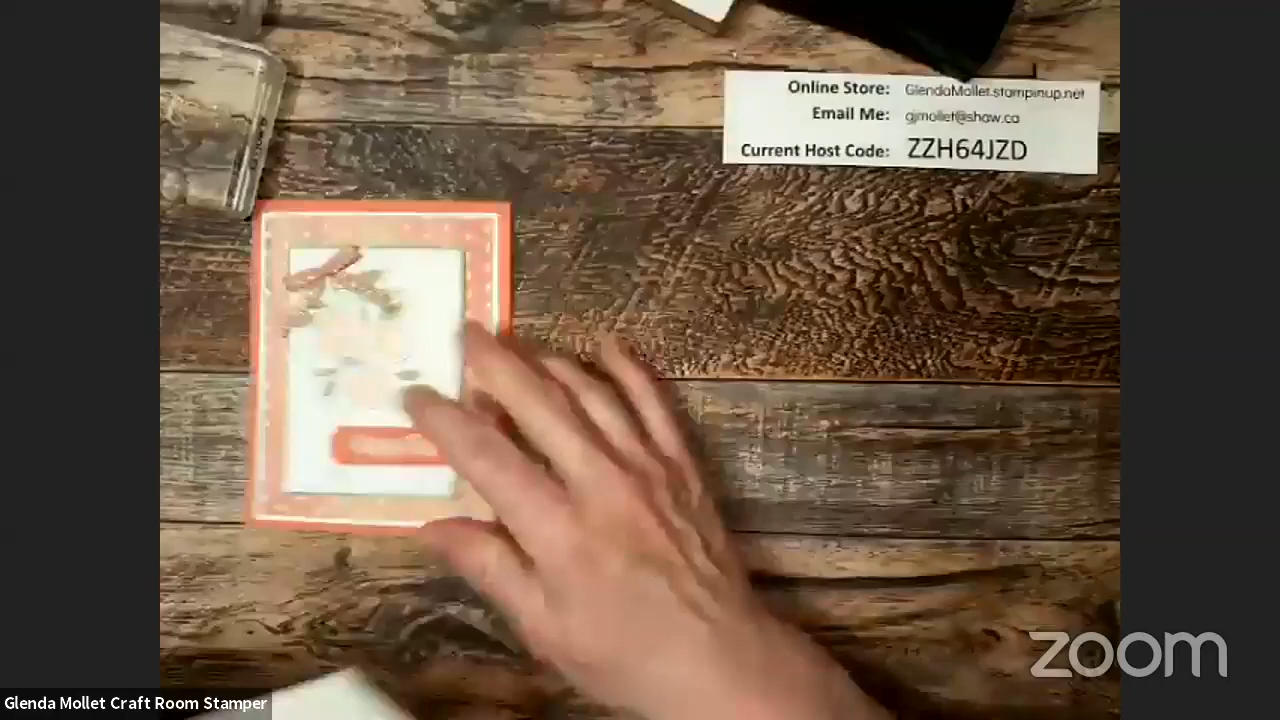 Online Store: GlendaMollet.stampinup.net
Email Me: gjmollet@shaw.ca
Current Host Code: ZZH64JZD
zoom
Glenda Mollet Craft Room Stamper